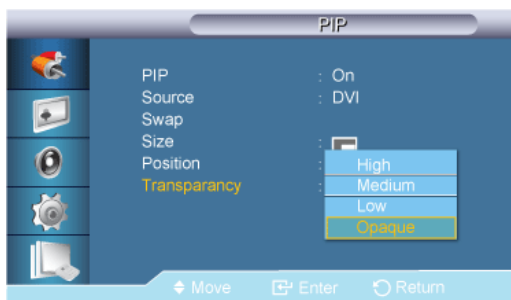 PIP
PIP : On
Source : DVI
Swap
Size :
Position :
Transparancy :
High
Medium
Low
Opaque
Move Enter Return